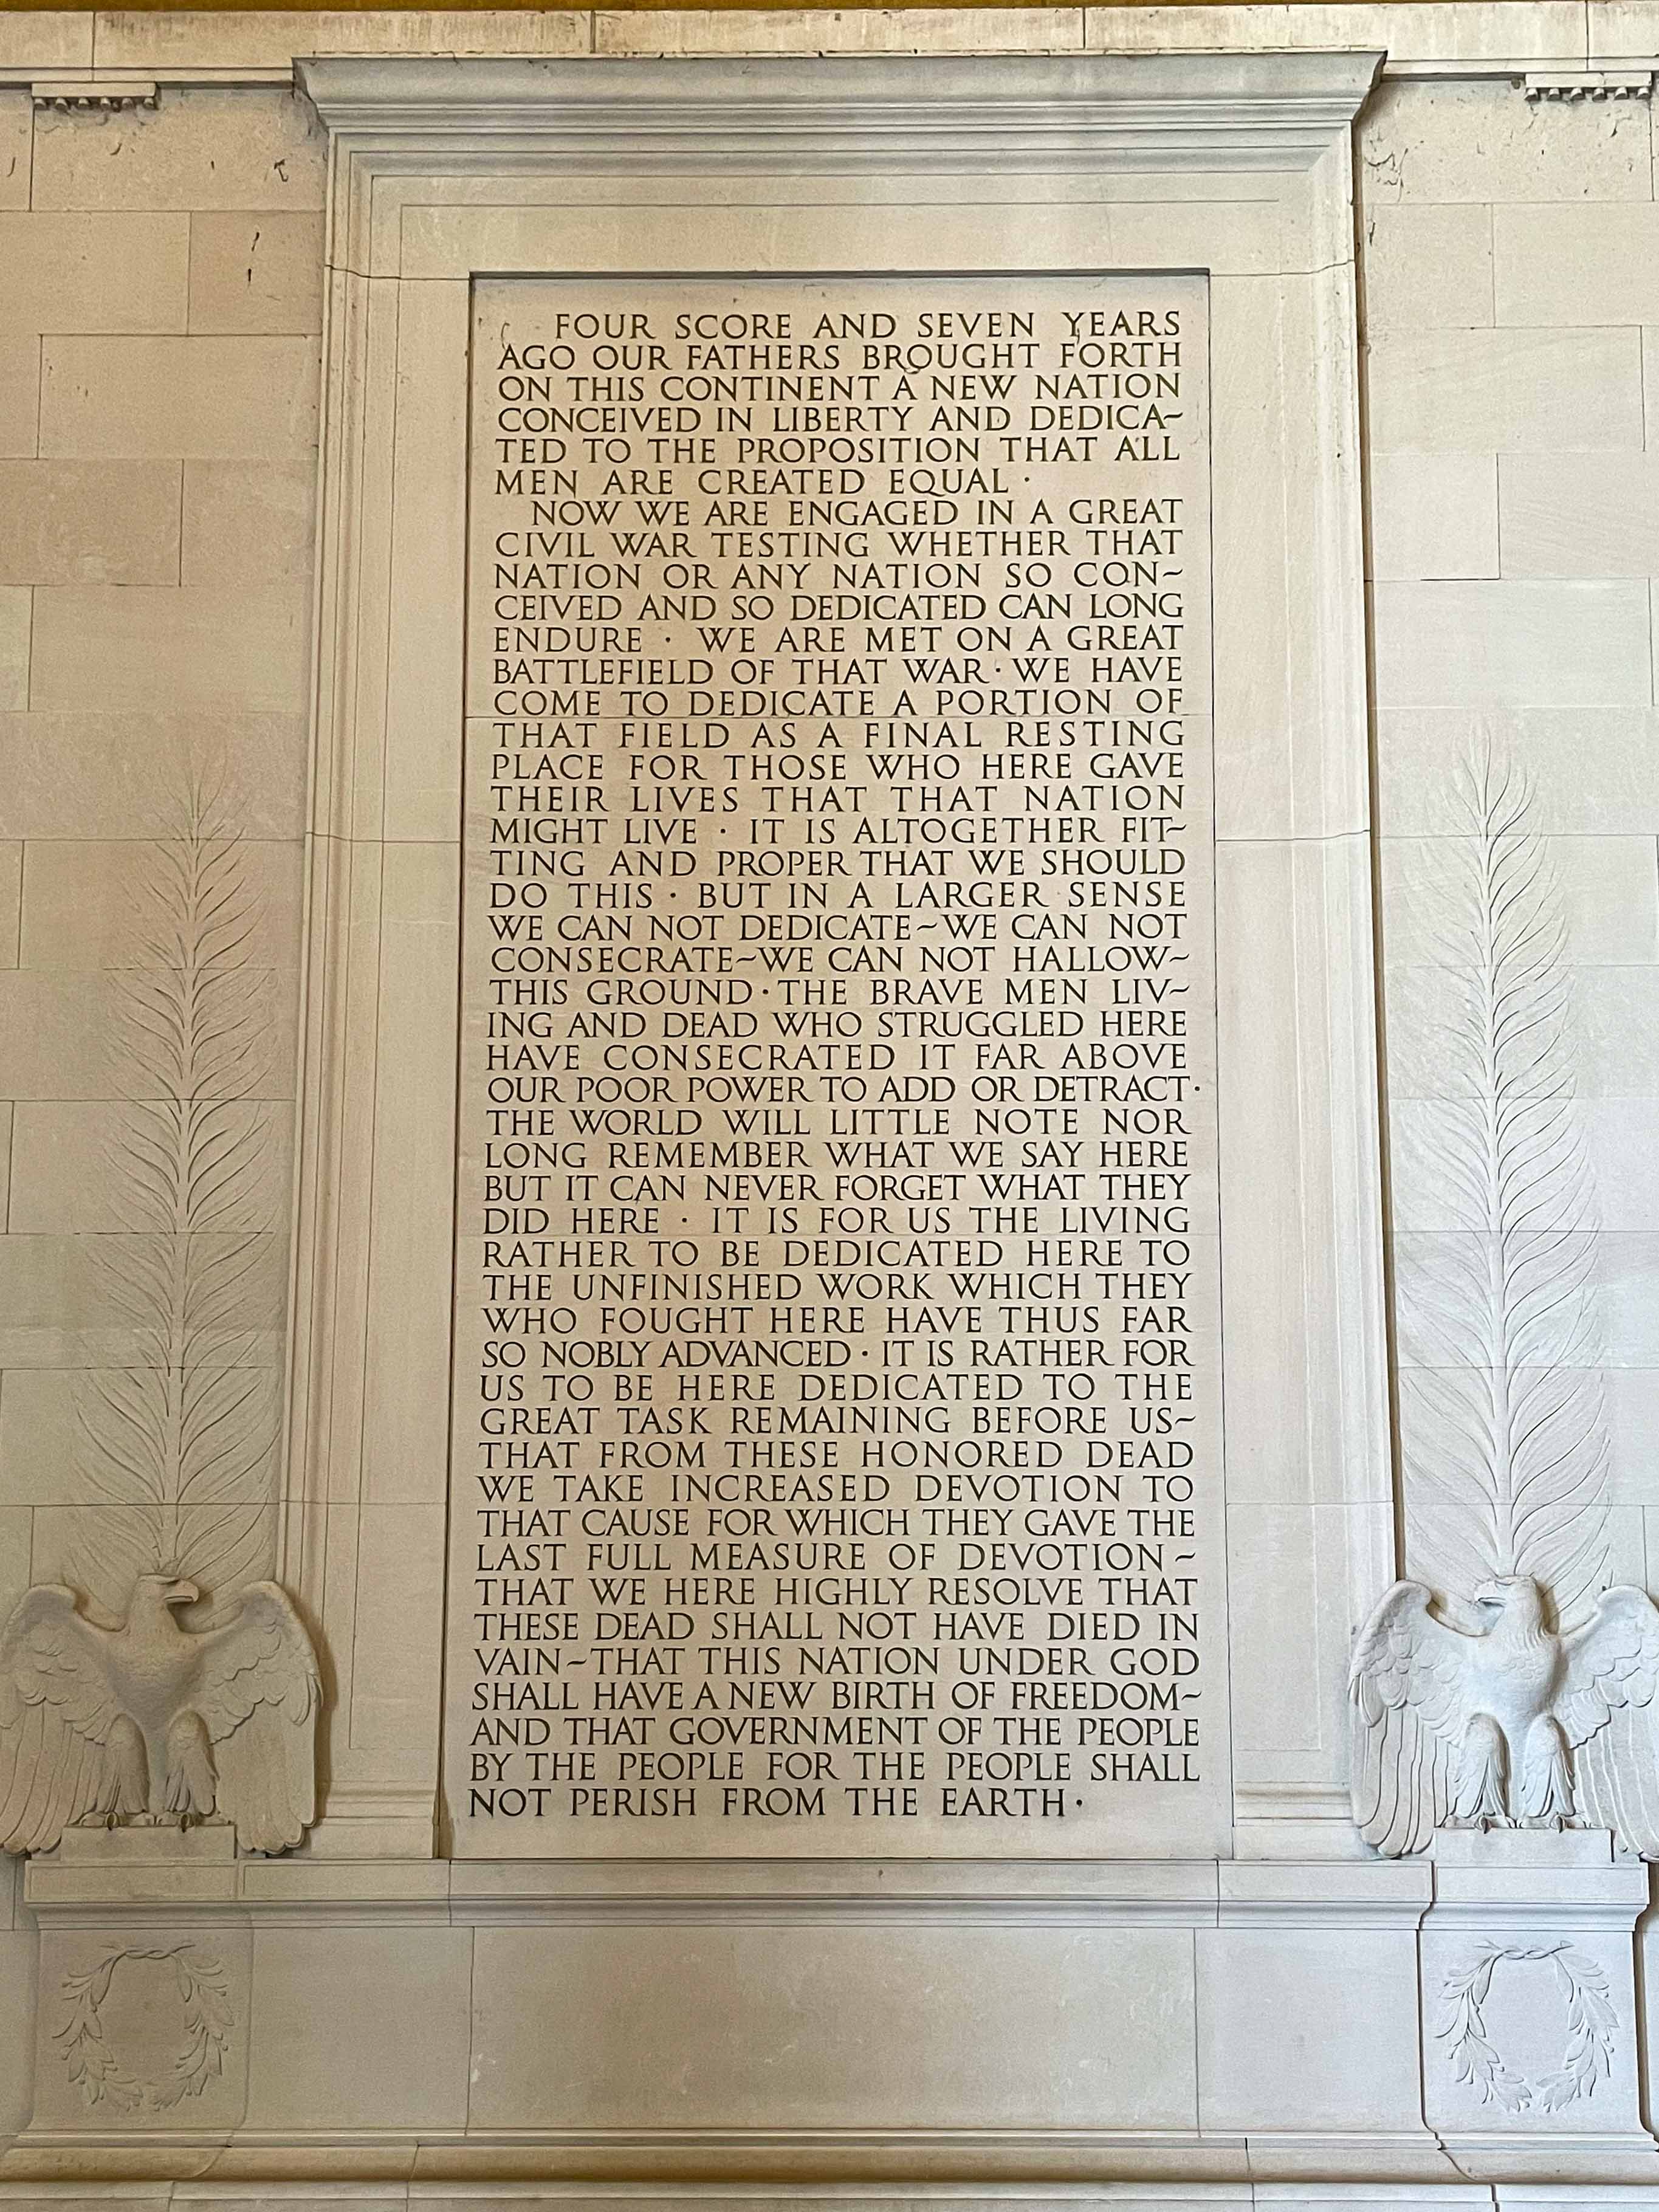 FOUR SCORE AND SEVEN YEARS
AGO OUR FATHERS BROUGHT FORTH
ON THIS CONTINENT A NEW NATION
CONCEIVED IN LIBERTY AND DEDICA~
TED TO THE PROPOSITION THAT ALL
MEN ARE CREATED EQUAL ·
NOW WE ARE ENGAGED IN A GREAT
CIVIL WAR TESTING WHETHER THAT
NATION OR ANY NATION SO CON~
CEIVED AND SO DEDICATED CAN LONG
ENDURE · WE ARE MET ON A GREAT
BATTLEFIELD OF THAT WAR · WE HAVE
COME TO DEDICATE A PORTION OF
THAT FIELD AS A FINAL RESTING
PLACE FOR THOSE WHO HERE GAVE
THEIR LIVES THAT THAT NATION
MIGHT LIVE · IT IS ALTOGETHER FIT~
TING AND PROPER THAT WE SHOULD
DO THIS · BUT IN A LARGER SENSE
WE CAN NOT DEDICATE~WE CAN NOT
CONSECRATE~WE CAN NOT HALLOW~
THIS GROUND · THE BRAVE MEN LIV~
ING AND DEAD WHO STRUGGLED HERE
HAVE CONSECRATED IT FAR ABOVE
OUR POOR POWER TO ADD OR DETRACT ·
THE WORLD WILL LITTLE NOTE NOR
LONG REMEMBER WHAT WE SAY HERE
BUT IT CAN NEVER FORGET WHAT THEY
DID HERE · IT IS FOR US THE LIVING
RATHER TO BE DEDICATED HERE TO
THE UNFINISHED WORK WHICH THEY
WHO FOUGHT HERE HAVE THUS FAR
SO NOBLY ADVANCED · IT IS RATHER FOR
US TO BE HERE DEDICATED TO THE
GREAT TASK REMAINING BEFORE US~
THAT FROM THESE HONORED DEAD
WE TAKE INCREASED DEVOTION TO
THAT CAUSE FOR WHICH THEY GAVE THE
LAST FULL MEASURE OF DEVOTION ~
THAT WE HERE HIGHLY RESOLVE THAT
THESE DEAD SHALL NOT HAVE DIED IN
VAIN~THAT THIS NATION UNDER GOD
SHALL HAVE A NEW BIRTH OF FREEDOM~
AND THAT GOVERNMENT OF THE PEOPLE
BY THE PEOPLE FOR THE PEOPLE SHALL
NOT PERISH FROM THE EARTH ·